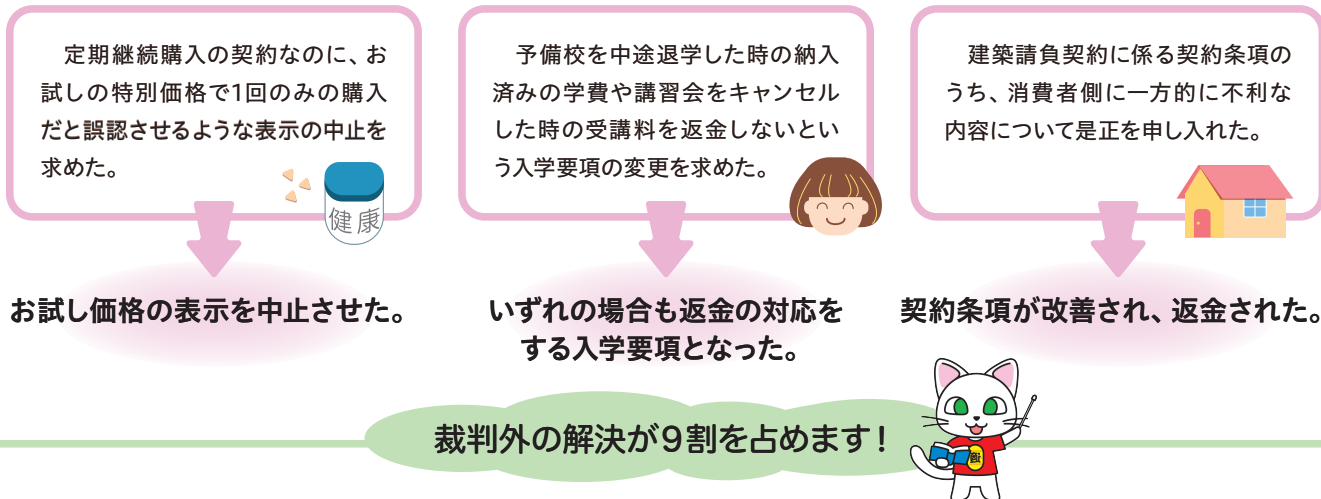 定期継続購入の契約なのに、お
試しの特別価格で1回のみの購入
だと誤認させるような表示の中止を
求めた。
健康
お試し価格の表示を中止させた。
　予備校を中途退学した時の納入
済みの学費や講習会をキャンセル
した時の受講料を返金しないとい
う入学要項の変更を求めた。
いずれの場合も返金の対応を
する入学要項となった。
　建築請負契約に係る契約条項の
うち、消費者側に一方的に不利な
内容について是正を申し入れた。
契約条項が改善され、返金された。
裁判外の解決が9割を占めます!